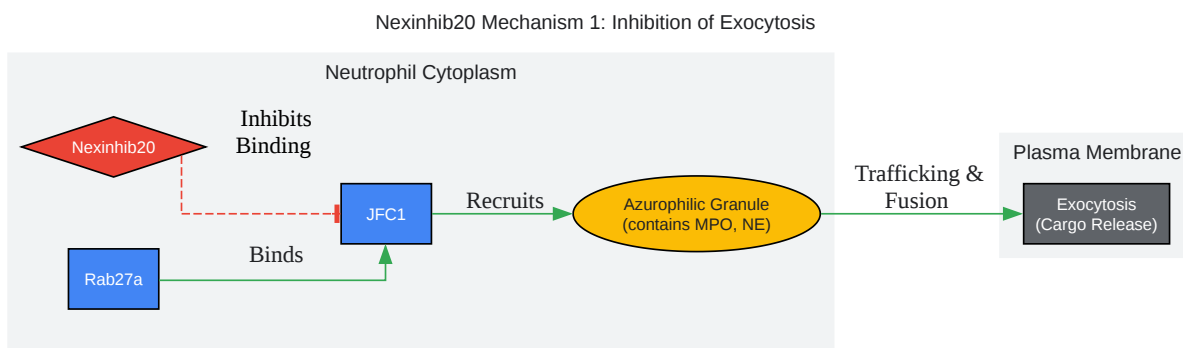 Nexinhib20 Mechanism 1: Inhibition of Exocytosis
Neutrophil Cytoplasm
Nexinhib20
Inhibits
Binding
JFC1
Recruits
Azurophilic Granule
(contains MPO, NE)
Trafficking &
Fusion
Plasma Membrane
Exocytosis
(Cargo Release)
Rab27a
Binds